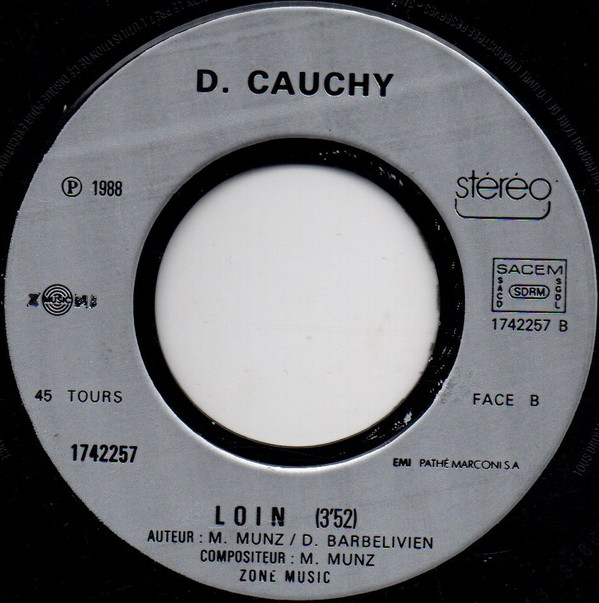 D. CAUCHY
℗ 1988
stéréo
SACEM
SACD
SDRM
SGDL
1742257 B
MUSIC
45 TOURS
FACE B
1742257
EMI PATHÉ MARCONI S A
LOIN (3'52)
AUTEUR : M. MUNZ / D. BARBELIVIEN
COMPOSITEUR : M. MUNZ
ZONE MUSIC